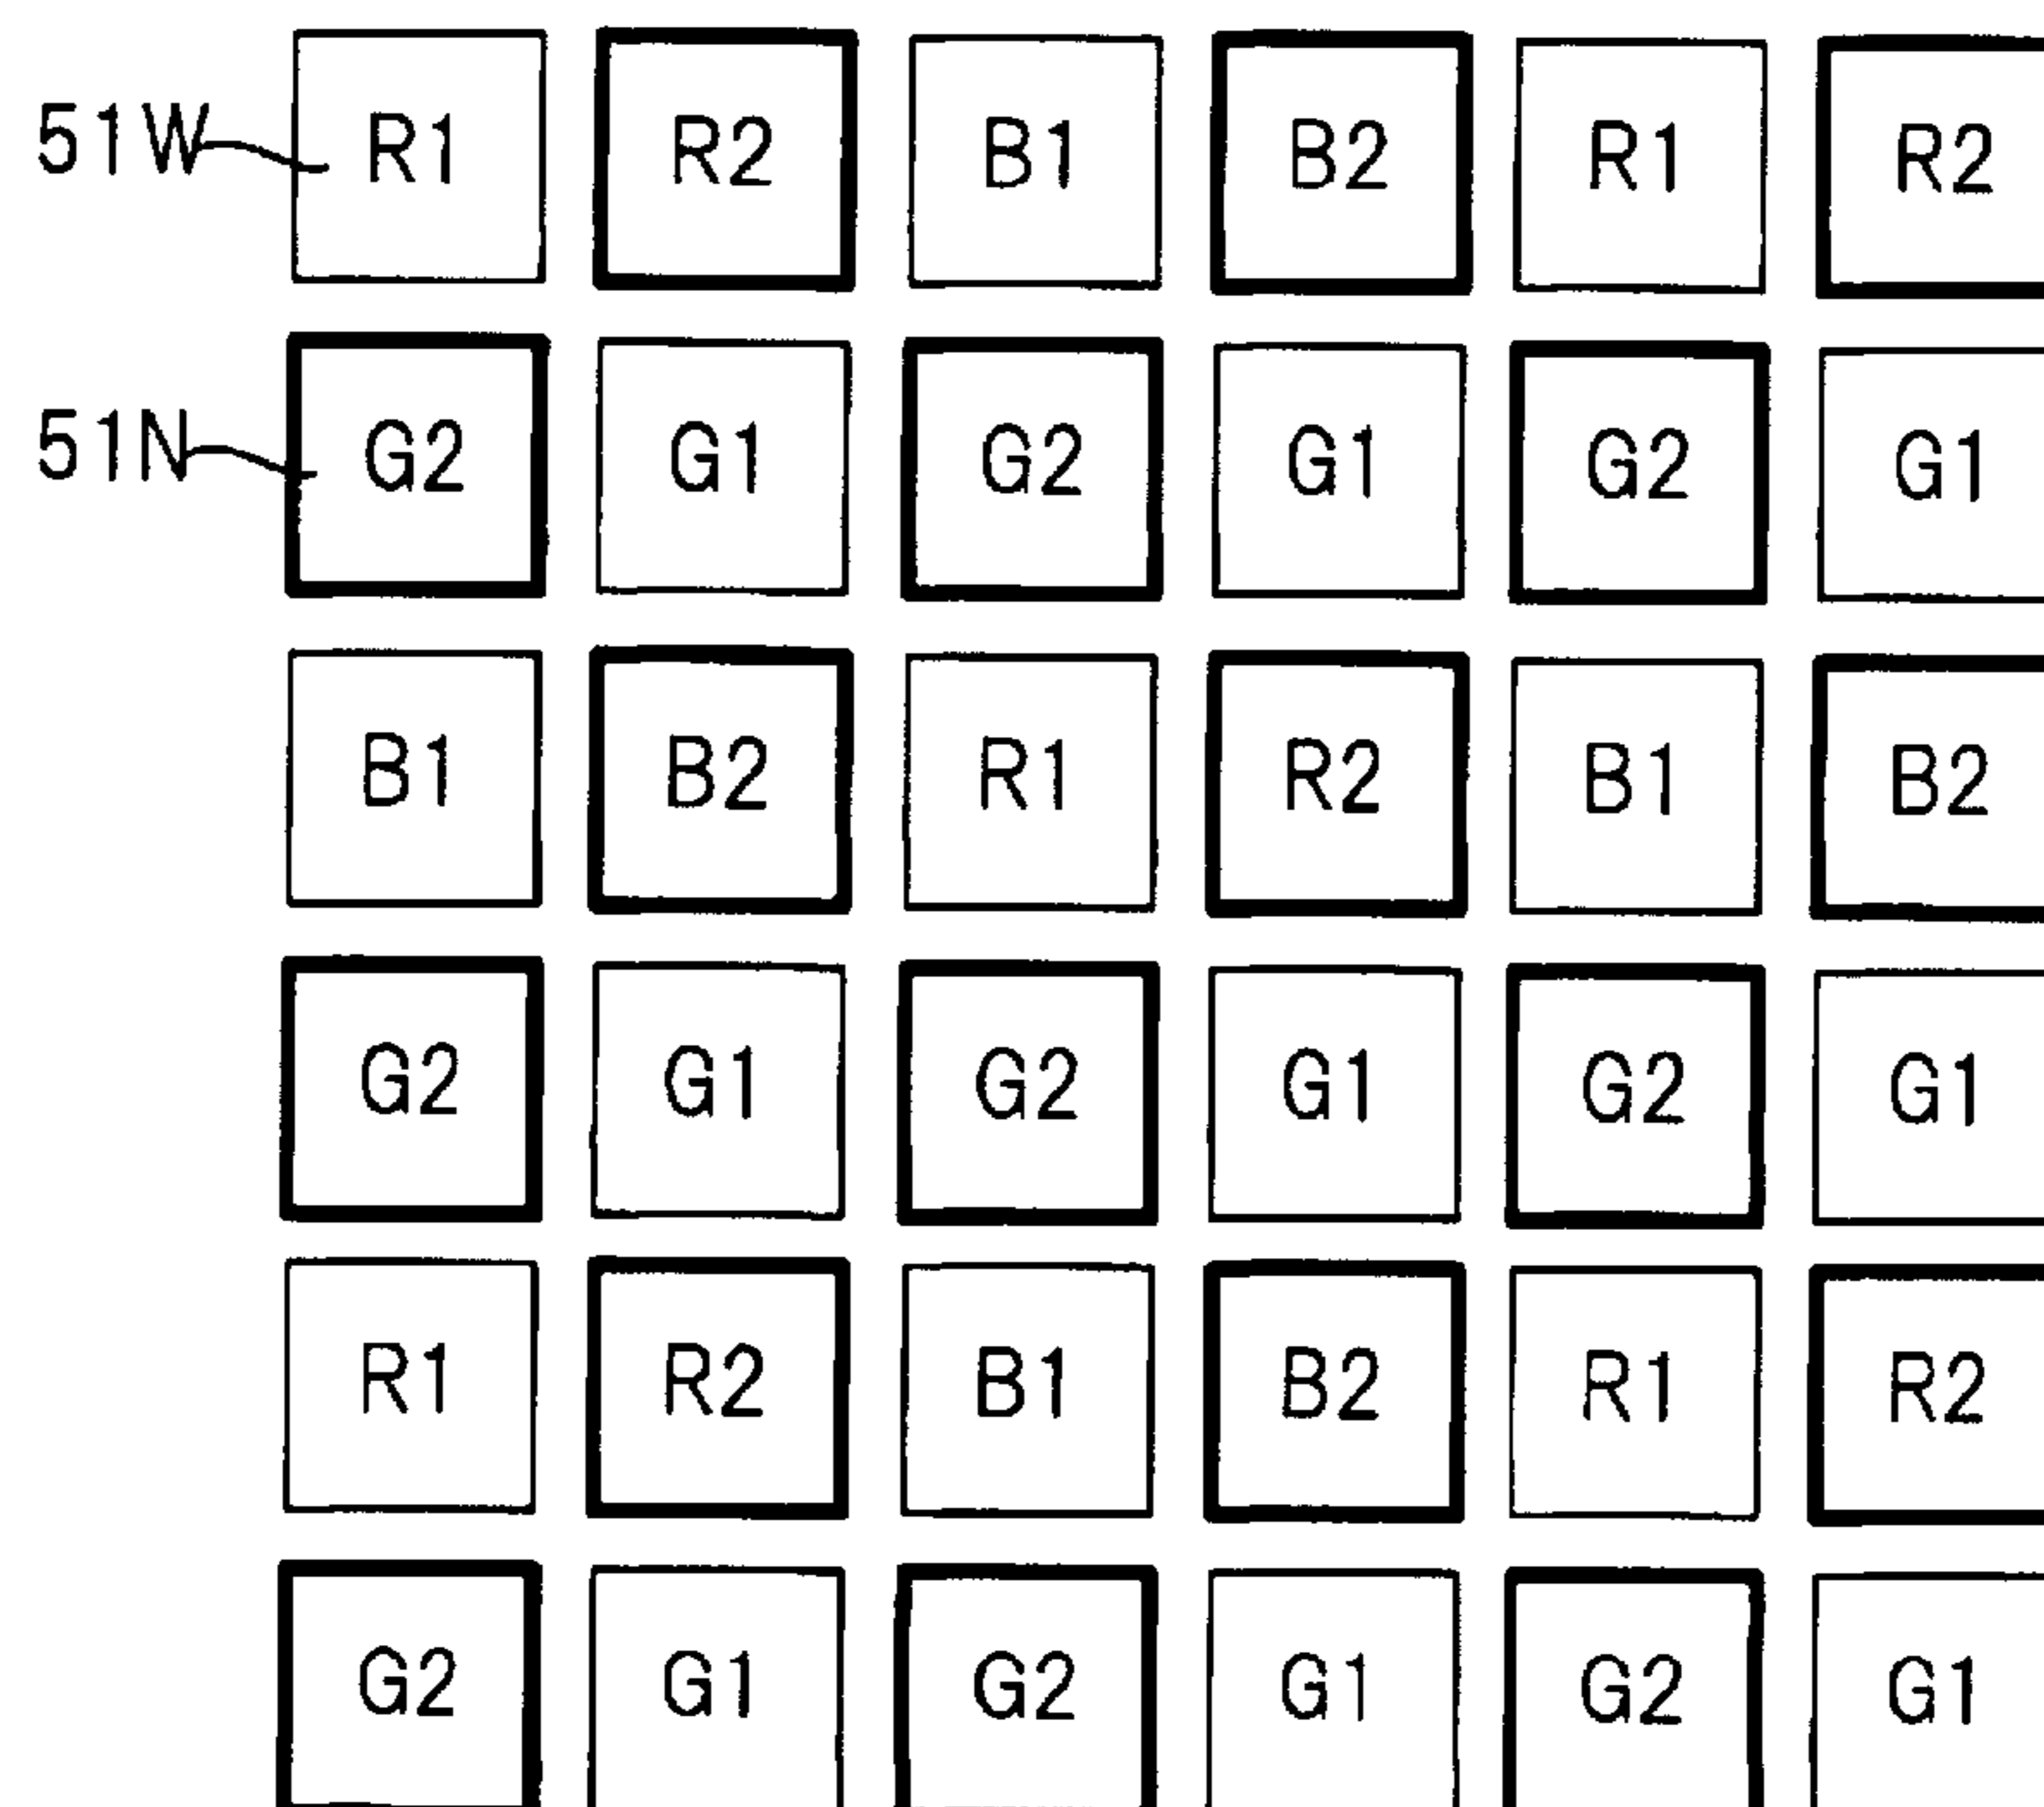 51W R1 R2 B1 B2 R1 R2
51N G2 G1 G2 G1 G2 G1
B1 B2 R1 R2 B1 B2
G2 G1 G2 G1 G2 G1
R1 R2 B1 B2 R1 R2
G2 G1 G2 G1 G2 G1